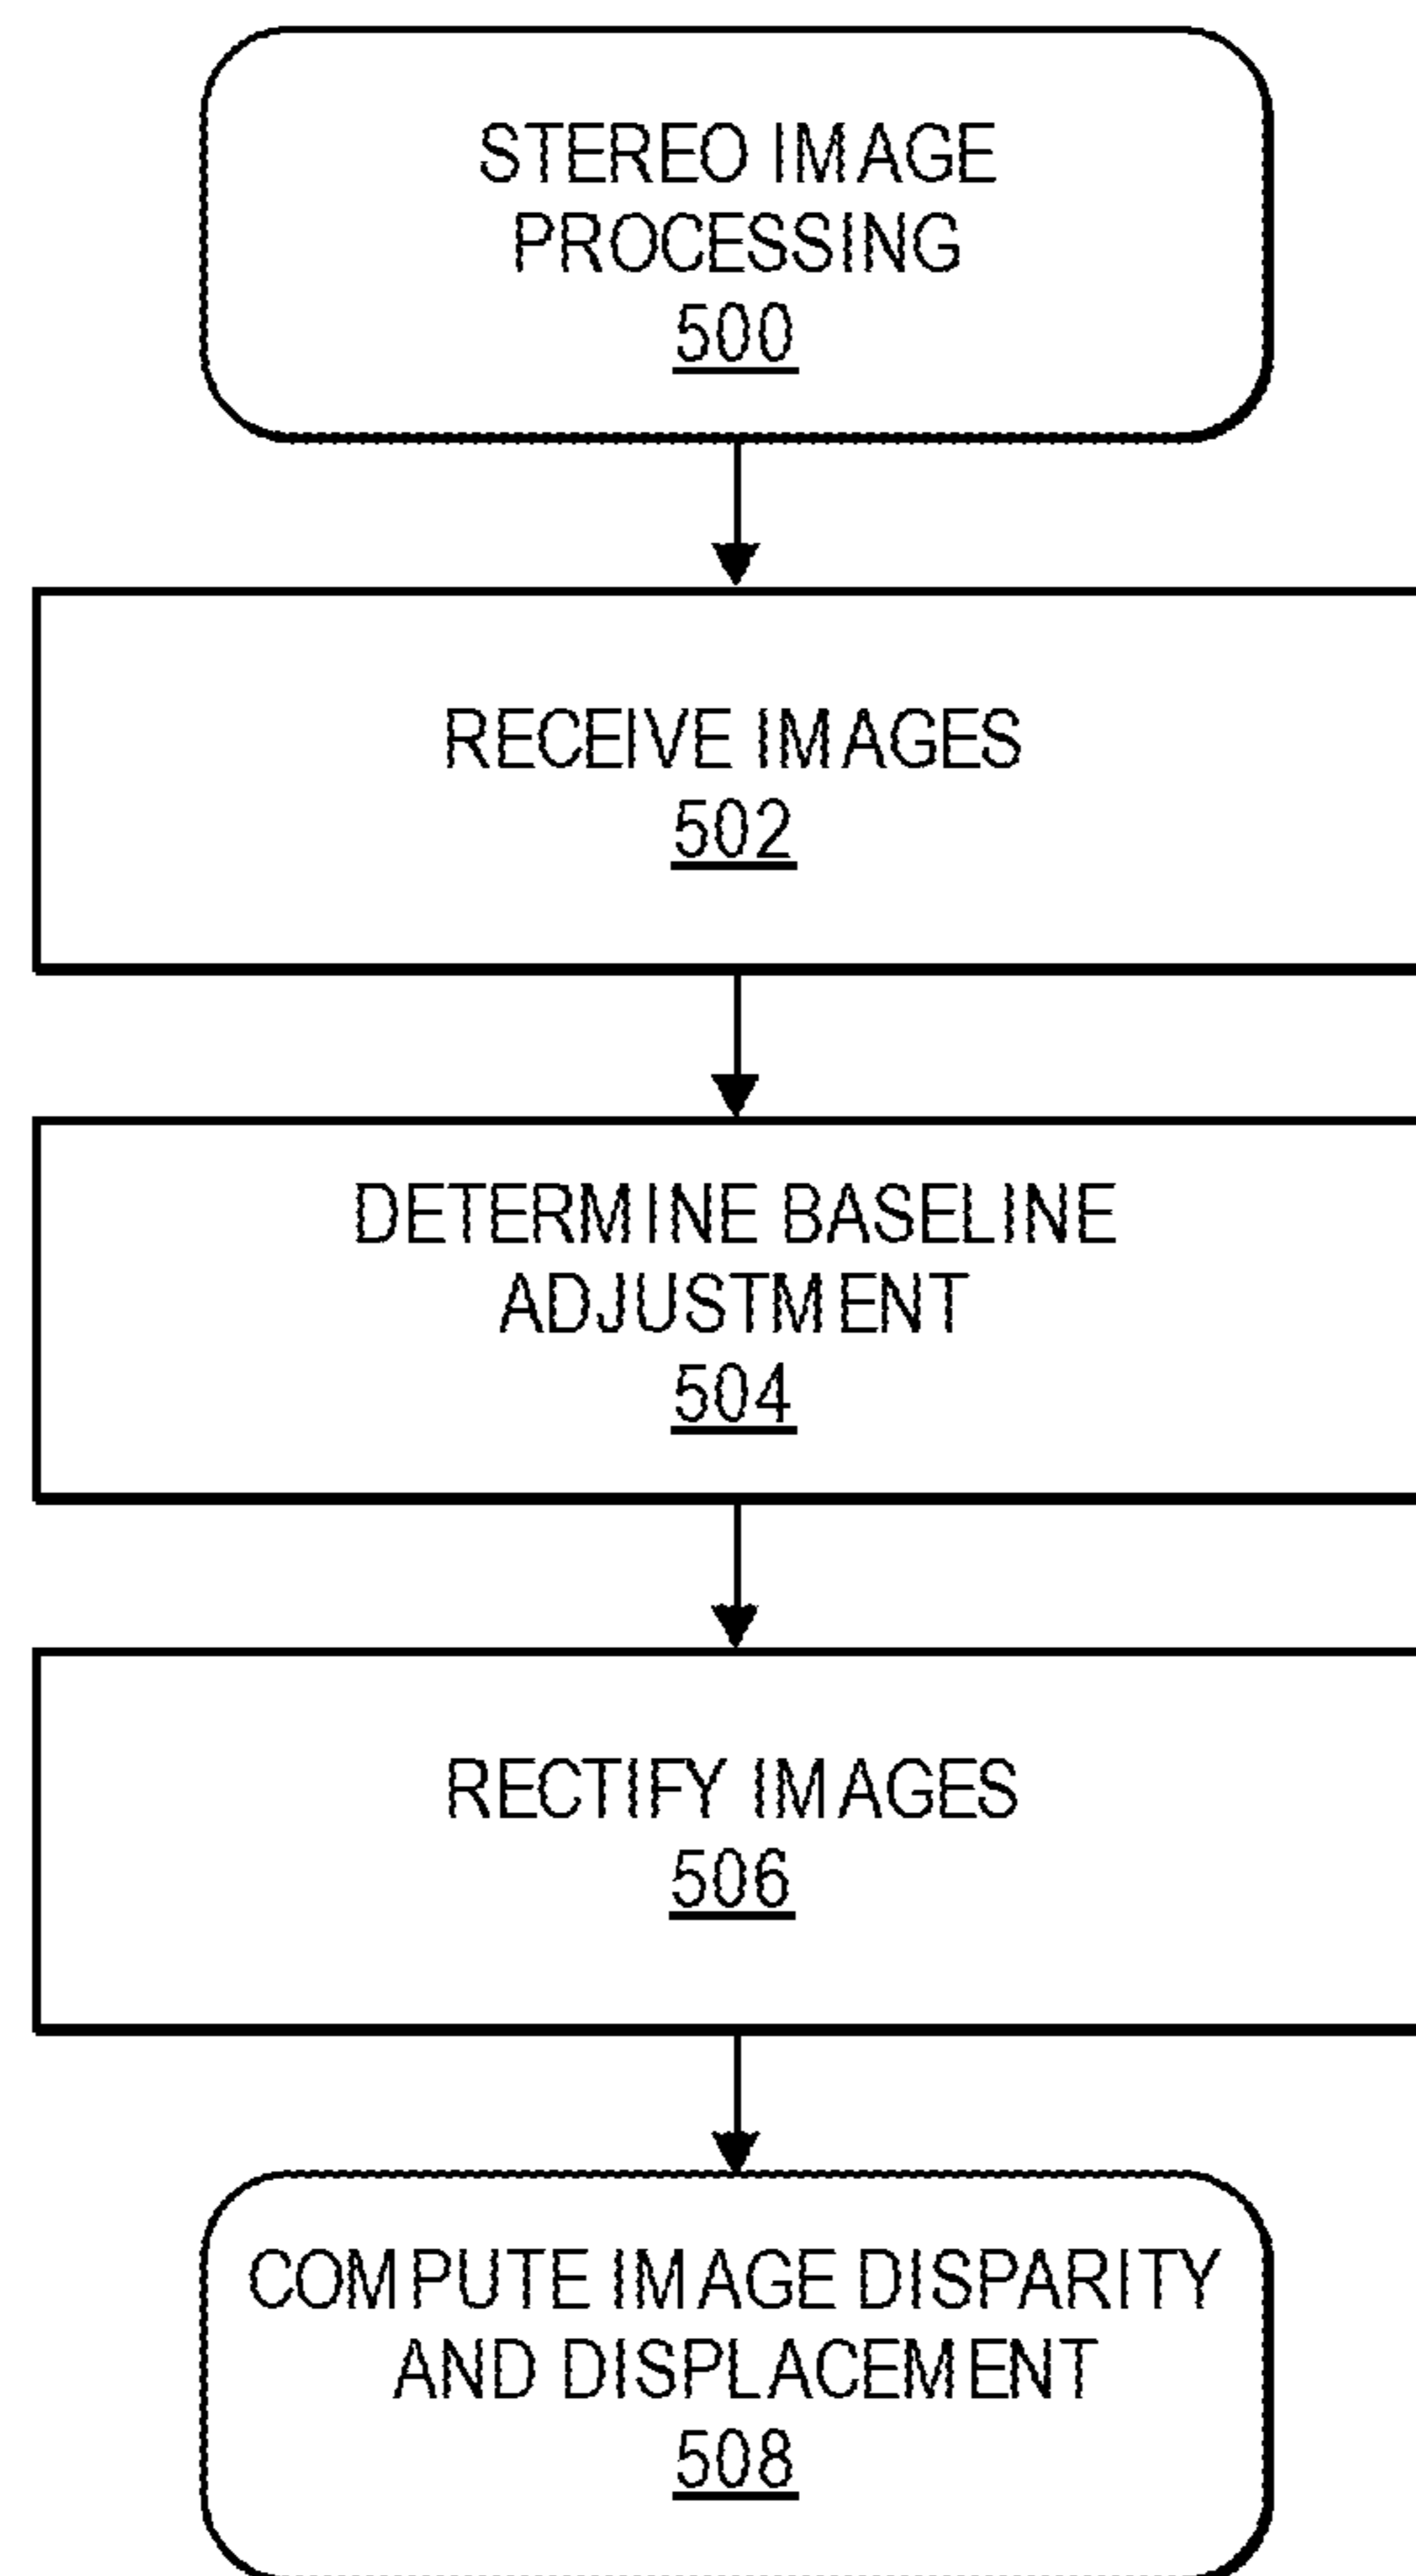 STEREO IMAGE
PROCESSING
500
RECEIVE IMAGES
502
DETERMINE BASELINE
ADJUSTMENT
504
RECTIFY IMAGES
506
COMPUTE IMAGE DISPARITY
AND DISPLACEMENT
508